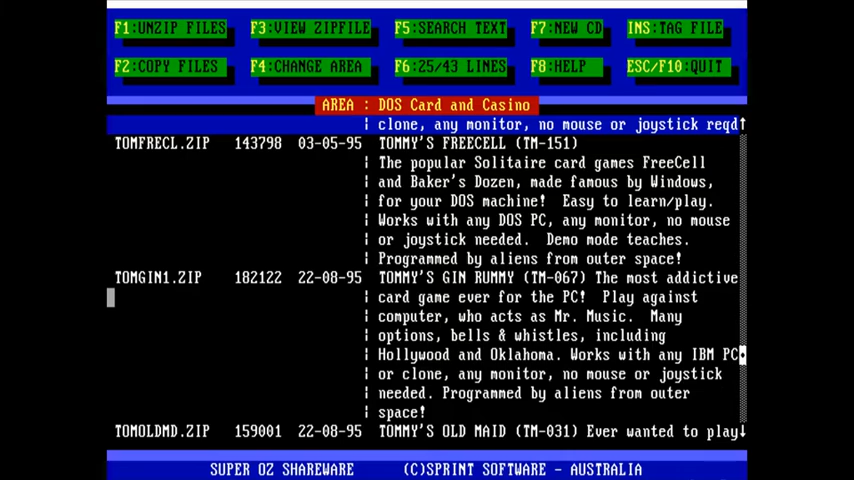 F1:UNZIP FILES F3:VIEW ZIPFILE F5:SEARCH TEXT F7:NEW CD INS:TAG FILE
F2:COPY FILES F4:CHANGE AREA F6:25/43 LINES F8:HELP ESC/F10:QUIT
AREA : DOS Card and Casino
clone, any monitor, no mouse or joystick reqd↑
TOMFRECL.ZIP 143798 03-05-95 TOMMY'S FREECELL (TM-151)
¦ The popular Solitaire card games FreeCell
¦ and Baker's Dozen, made famous by Windows,
¦ for your DOS machine! Easy to learn/play.
¦ Works with any DOS PC, any monitor, no mouse
¦ or joystick needed. Demo mode teaches.
¦ Programmed by aliens from outer space!
TOMGIN1.ZIP 182122 22-08-95 TOMMY'S GIN RUMMY (TM-067) The most addictive
¦ card game ever for the PC! Play against
¦ computer, who acts as Mr. Music. Many
¦ options, bells & whistles, including
¦ Hollywood and Oklahoma. Works with any IBM PC
¦ or clone, any monitor, no mouse or joystick
¦ needed. Programmed by aliens from outer
¦ space!
TOMOLDMD.ZIP 159001 22-08-95 TOMMY'S OLD MAID (TM-031) Ever wanted to play↓
SUPER OZ SHAREWARE (C)SPRINT SOFTWARE - AUSTRALIA